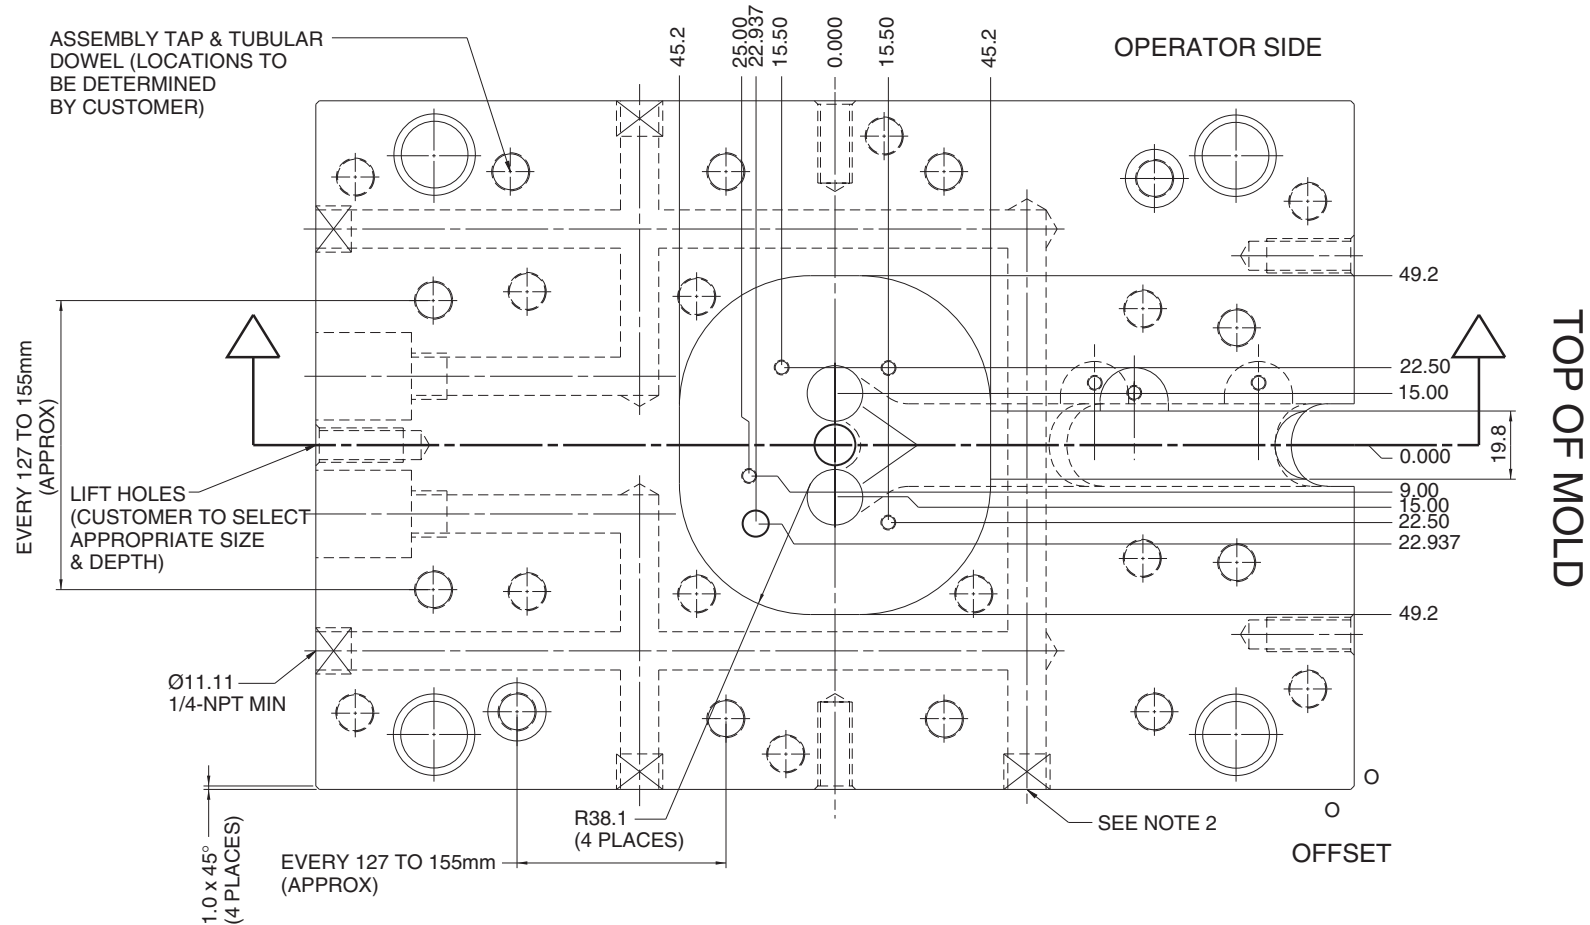 ASSEMBLY TAP & TUBULAR
DOWEL (LOCATIONS TO
BE DETERMINED
BY CUSTOMER)
45.2
25.00
22.937
15.50
0.000
15.50
45.2
OPERATOR SIDE
TOP OF MOLD
49.2
22.50
15.00
19.8
0.000
9.00
15.00
22.50
22.937
49.2
EVERY 127 TO 155mm
(APPROX)
LIFT HOLES
(CUSTOMER TO SELECT
APPROPRIATE SIZE
& DEPTH)
Ø11.11
1/4-NPT MIN
1.0 x 45°
(4 PLACES)
EVERY 127 TO 155mm
(APPROX)
R38.1
(4 PLACES)
SEE NOTE 2
O
O
OFFSET